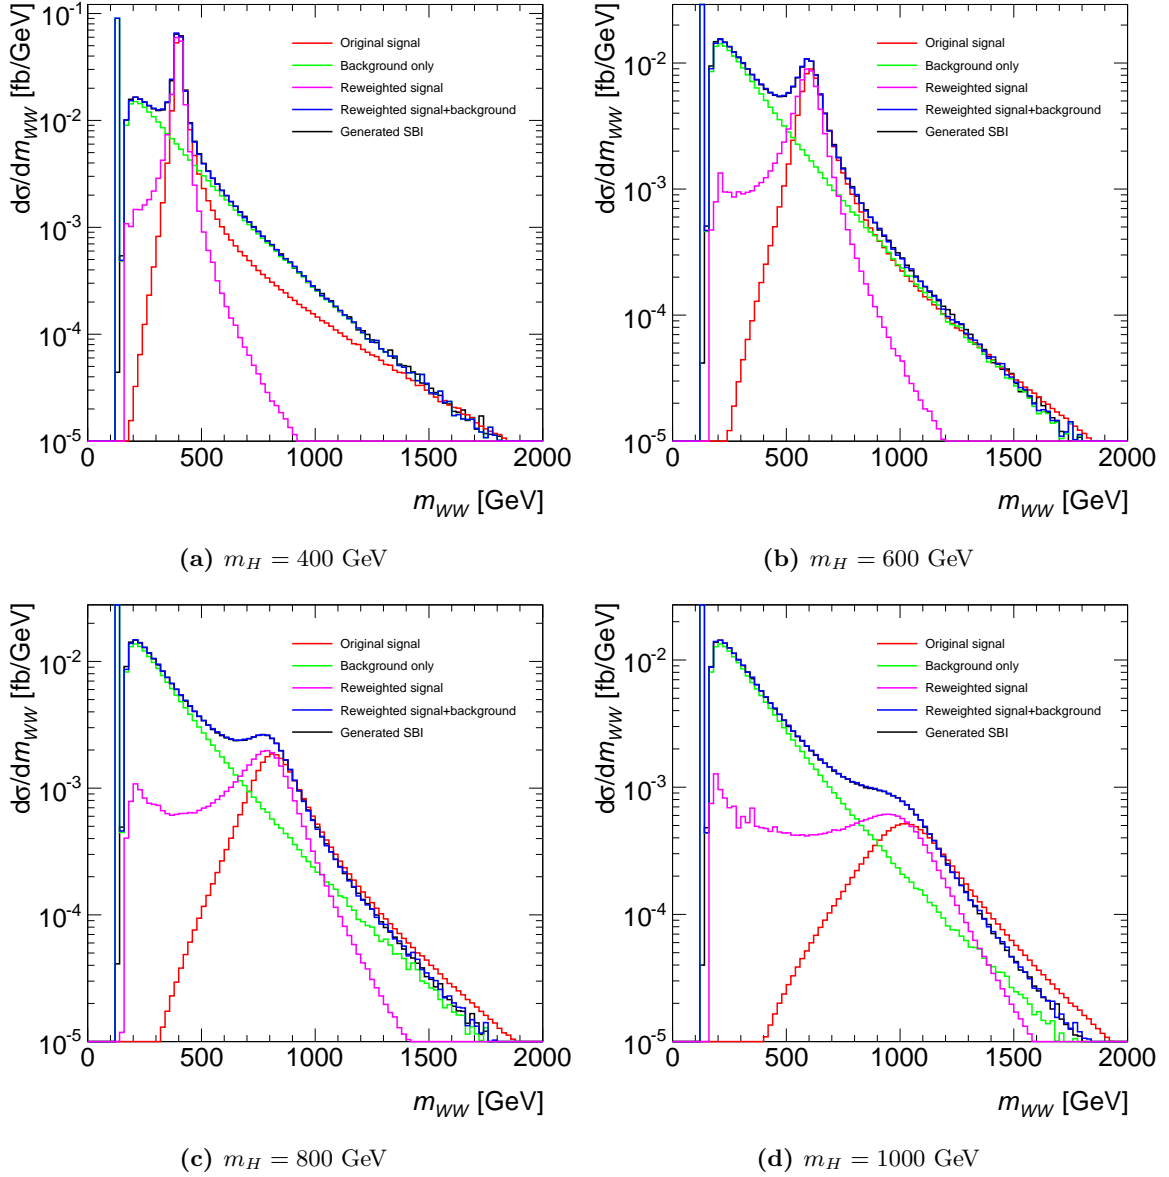 dσ/dm_WW [fb/GeV]
10⁻¹
10⁻²
10⁻³
10⁻⁴
10⁻⁵
Original signal
Background only
Reweighted signal
Reweighted signal+background
Generated SBI
0 500 1000 1500 2000
m_WW [GeV]
(a) m_H = 400 GeV
dσ/dm_WW [fb/GeV]
10⁻²
10⁻³
10⁻⁴
10⁻⁵
Original signal
Background only
Reweighted signal
Reweighted signal+background
Generated SBI
0 500 1000 1500 2000
m_WW [GeV]
(b) m_H = 600 GeV
dσ/dm_WW [fb/GeV]
10⁻²
10⁻³
10⁻⁴
10⁻⁵
Original signal
Background only
Reweighted signal
Reweighted signal+background
Generated SBI
0 500 1000 1500 2000
m_WW [GeV]
(c) m_H = 800 GeV
dσ/dm_WW [fb/GeV]
10⁻²
10⁻³
10⁻⁴
10⁻⁵
Original signal
Background only
Reweighted signal
Reweighted signal+background
Generated SBI
0 500 1000 1500 2000
m_WW [GeV]
(d) m_H = 1000 GeV